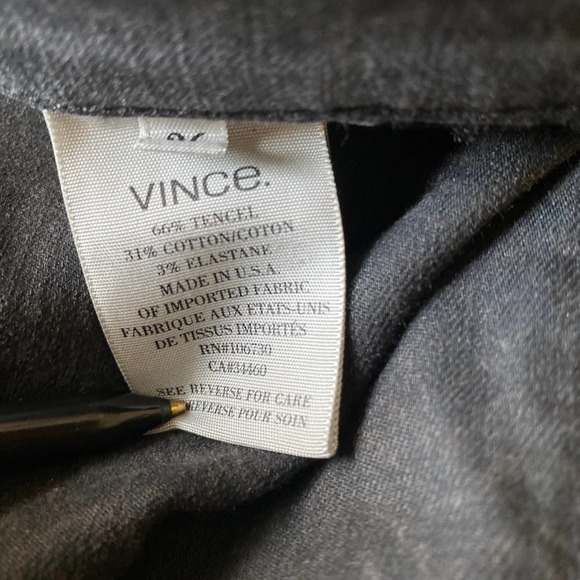 VINCE.
66% TENCEL
31% COTTON/COTON
3% ELASTANE
MADE IN U.S.A.
OF IMPORTED FABRIC
FABRIQUE AUX ETATS-UNIS
DE TISSUS IMPORTÉS
RN#106730
CA#34460
SEE REVERSE FOR CARE
REVERSE POUR SOIN